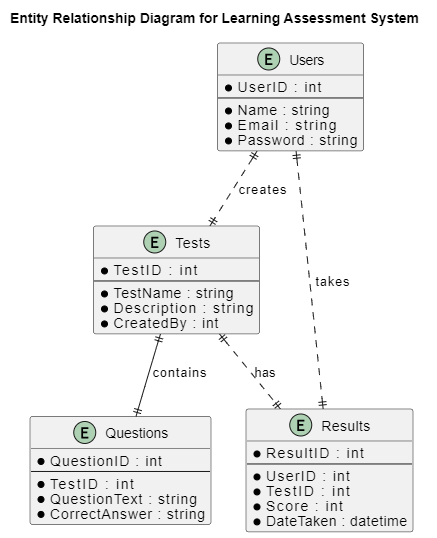 Entity Relationship Diagram for Learning Assessment System
E Users
UserID : int
Name : string
Email : string
Password : string
creates
takes
E Tests
TestID : int
TestName : string
Description : string
CreatedBy : int
contains
has
E Questions
QuestionID : int
TestID : int
QuestionText : string
CorrectAnswer : string
E Results
ResultID : int
UserID : int
TestID : int
Score : int
DateTaken : datetime